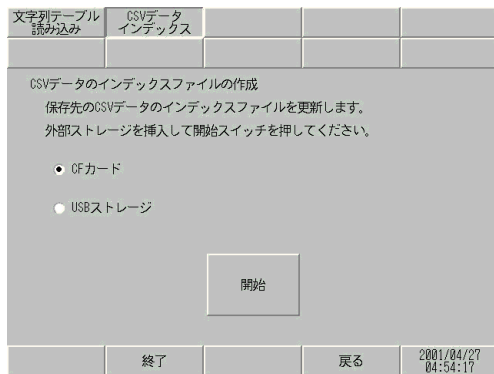 文字列テーブル
読み込み
CSVデータ
インデックス
CSVデータのインデックスファイルの作成
保存先のCSVデータのインデックスファイルを更新します。
外部ストレージを挿入して開始スイッチを押してください。
CFカード
USBストレージ
開始
終了
戻る
2001/04/27
04:54:17